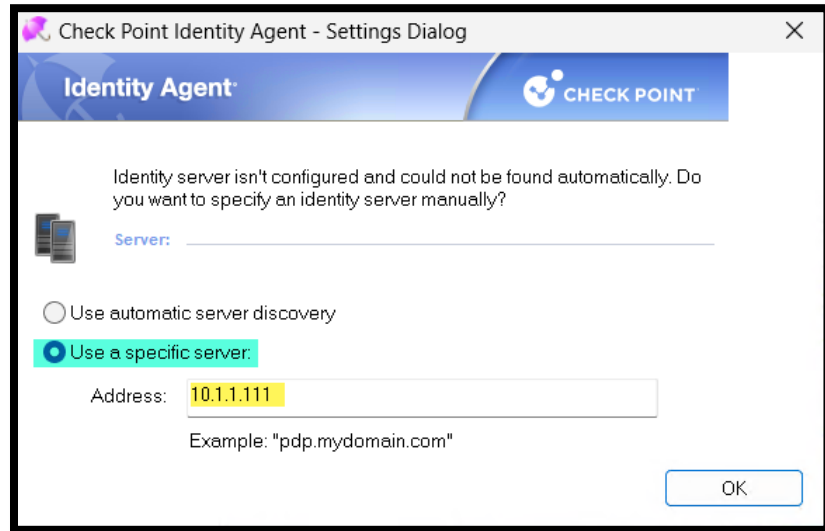 Check Point Identity Agent - Settings Dialog
Identity Agent
CHECK POINT
Identity server isn't configured and could not be found automatically. Do
you want to specify an identity server manually?
Server:
Use automatic server discovery
Use a specific server:
Address: 10.1.1.111
Example: "pdp.mydomain.com"
OK